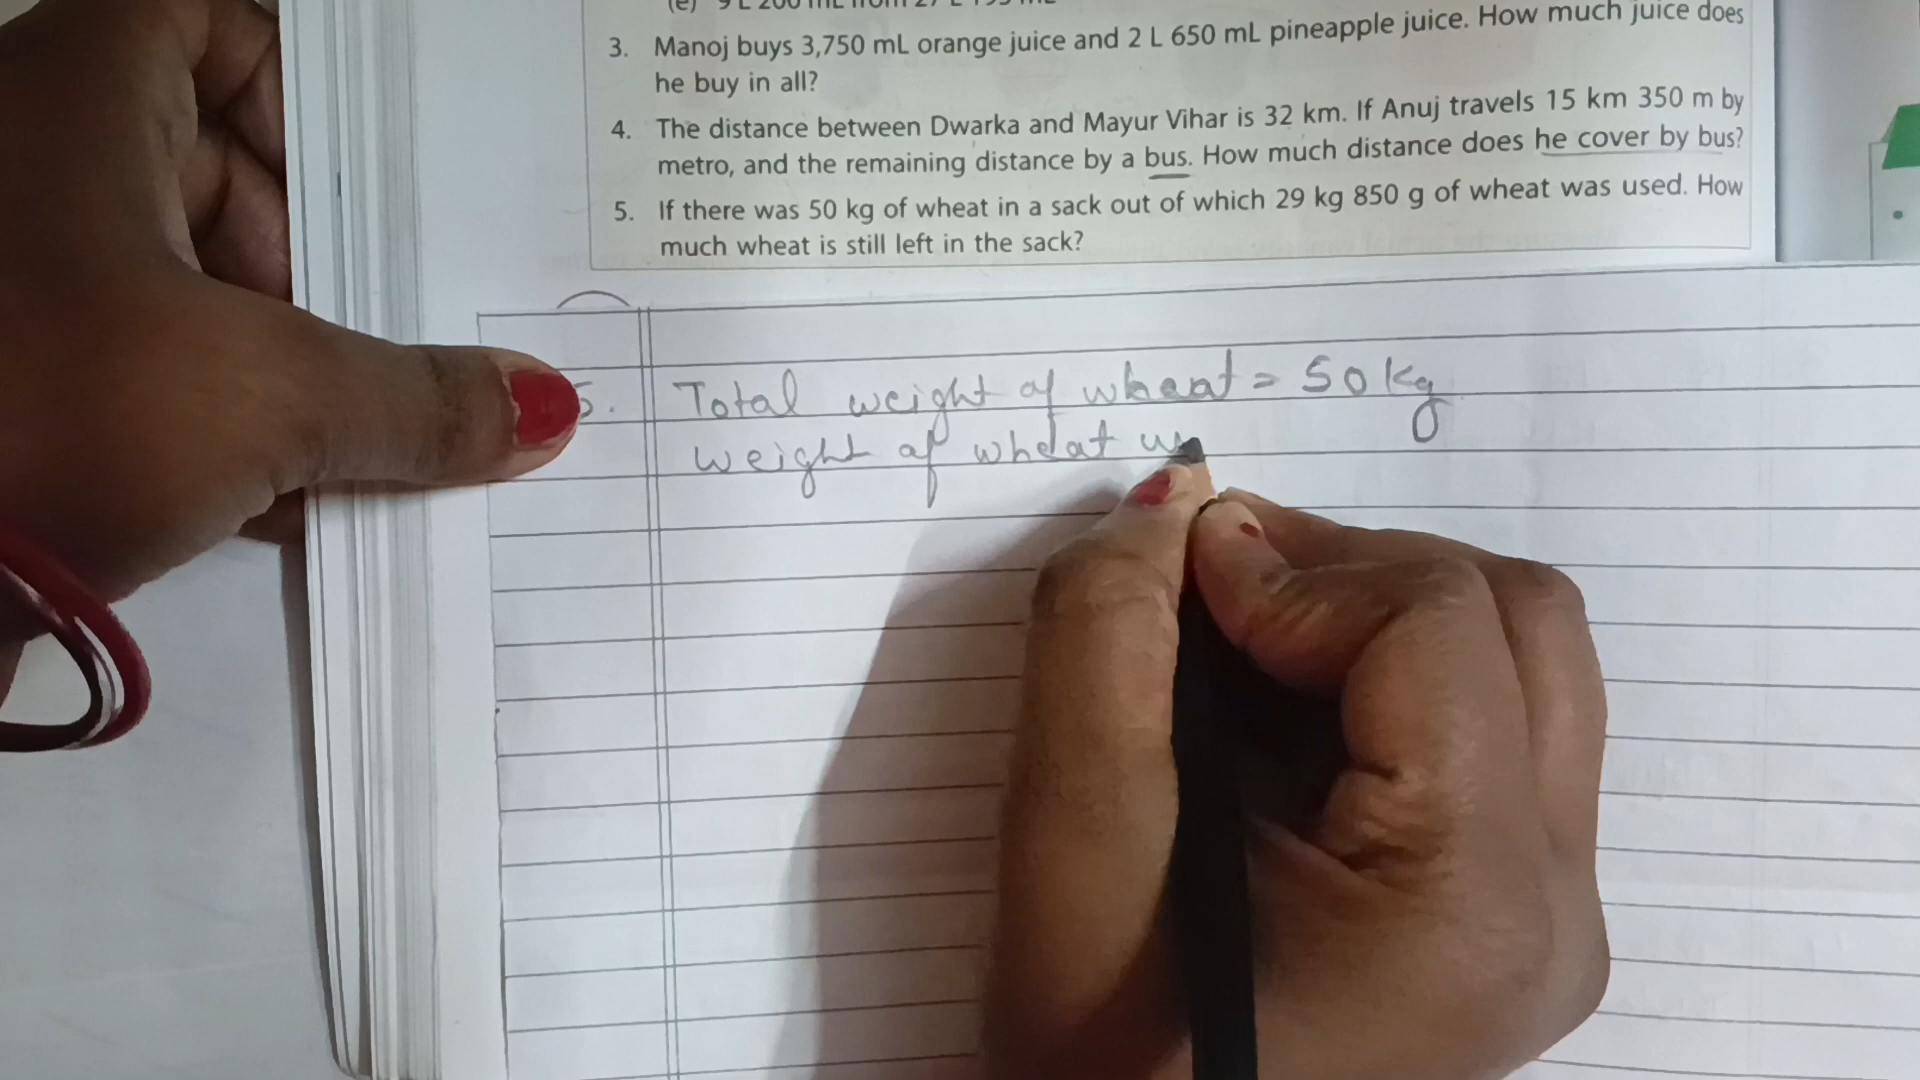 3. Manoj buys 3,750 mL orange juice and 2 L 650 mL pineapple juice. How much juice does
he buy in all?
4. The distance between Dwarka and Mayur Vihar is 32 km. If Anuj travels 15 km 350 m by
metro, and the remaining distance by a bus. How much distance does he cover by bus?
5. If there was 50 kg of wheat in a sack out of which 29 kg 850 g of wheat was used. How
much wheat is still left in the sack?
5. Total weight of wheat = 50 kg
weight of wheat